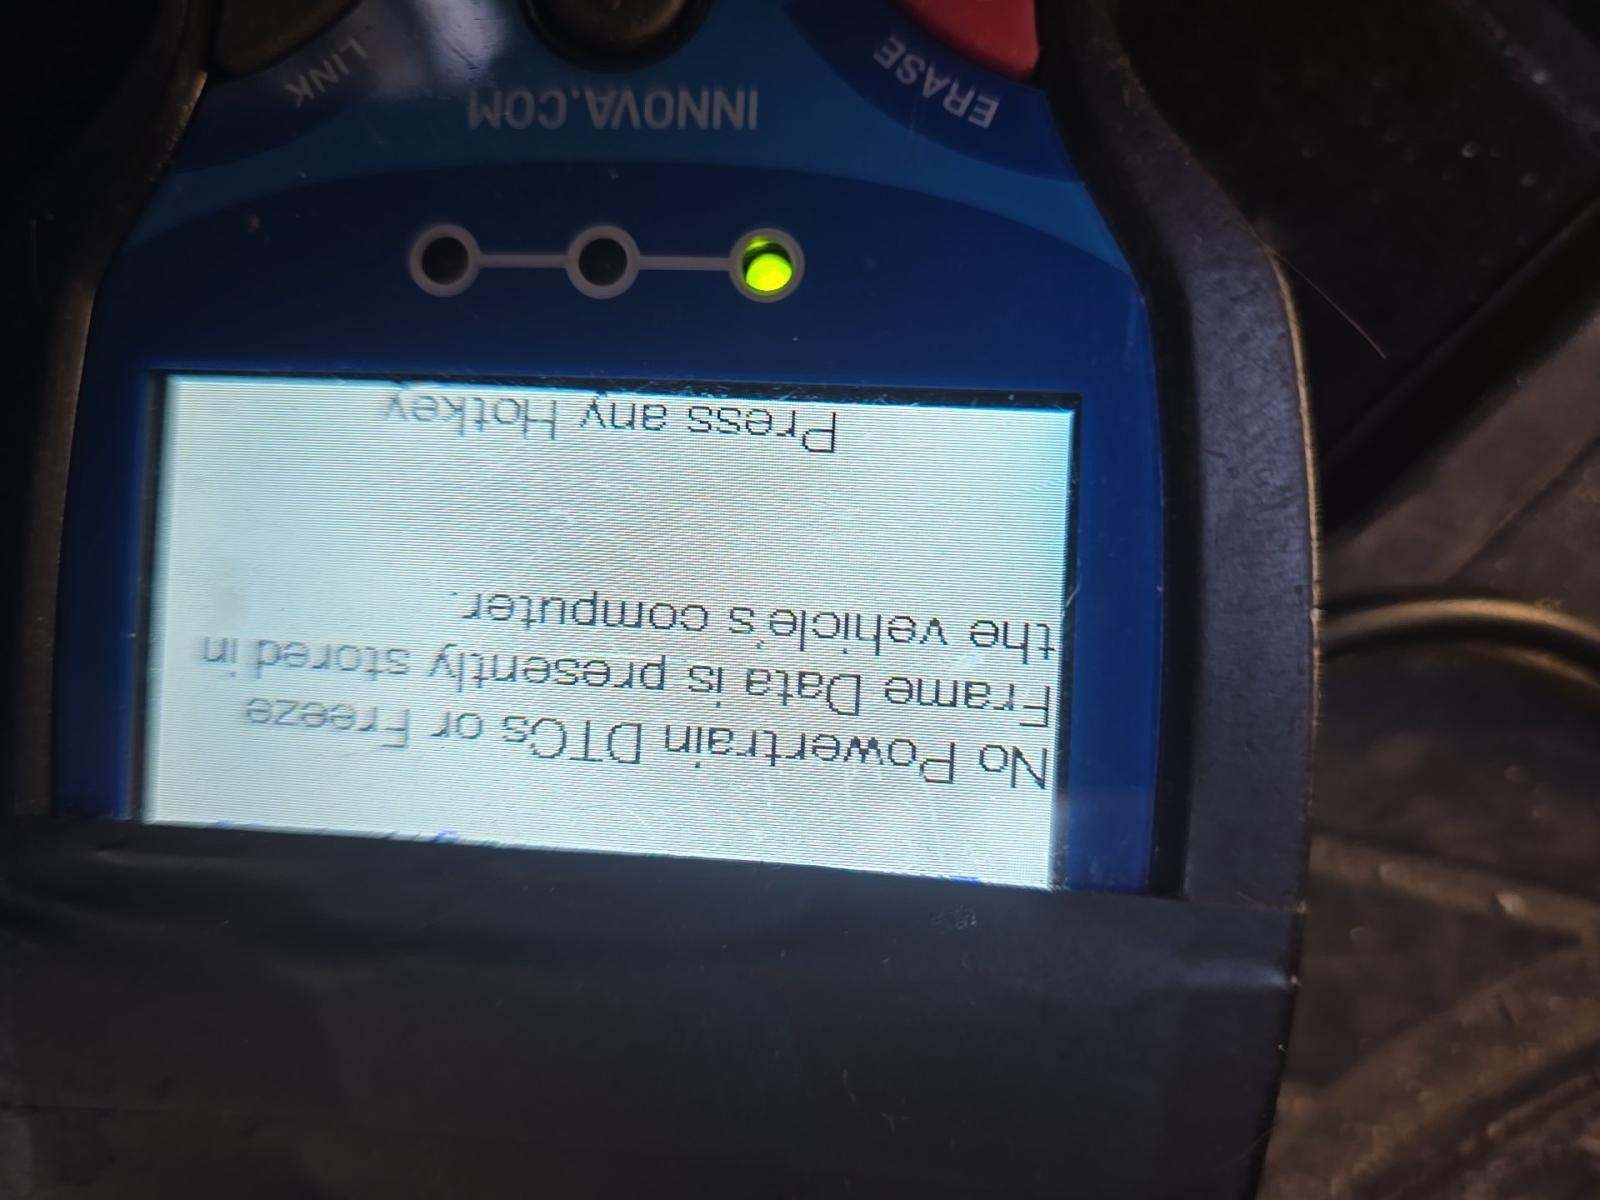 No Powertrain DTCs or Freeze
Frame Data is presently stored in
the vehicle's computer.
Press any Hotkey
INNOVA.COM
ERASE
LINK